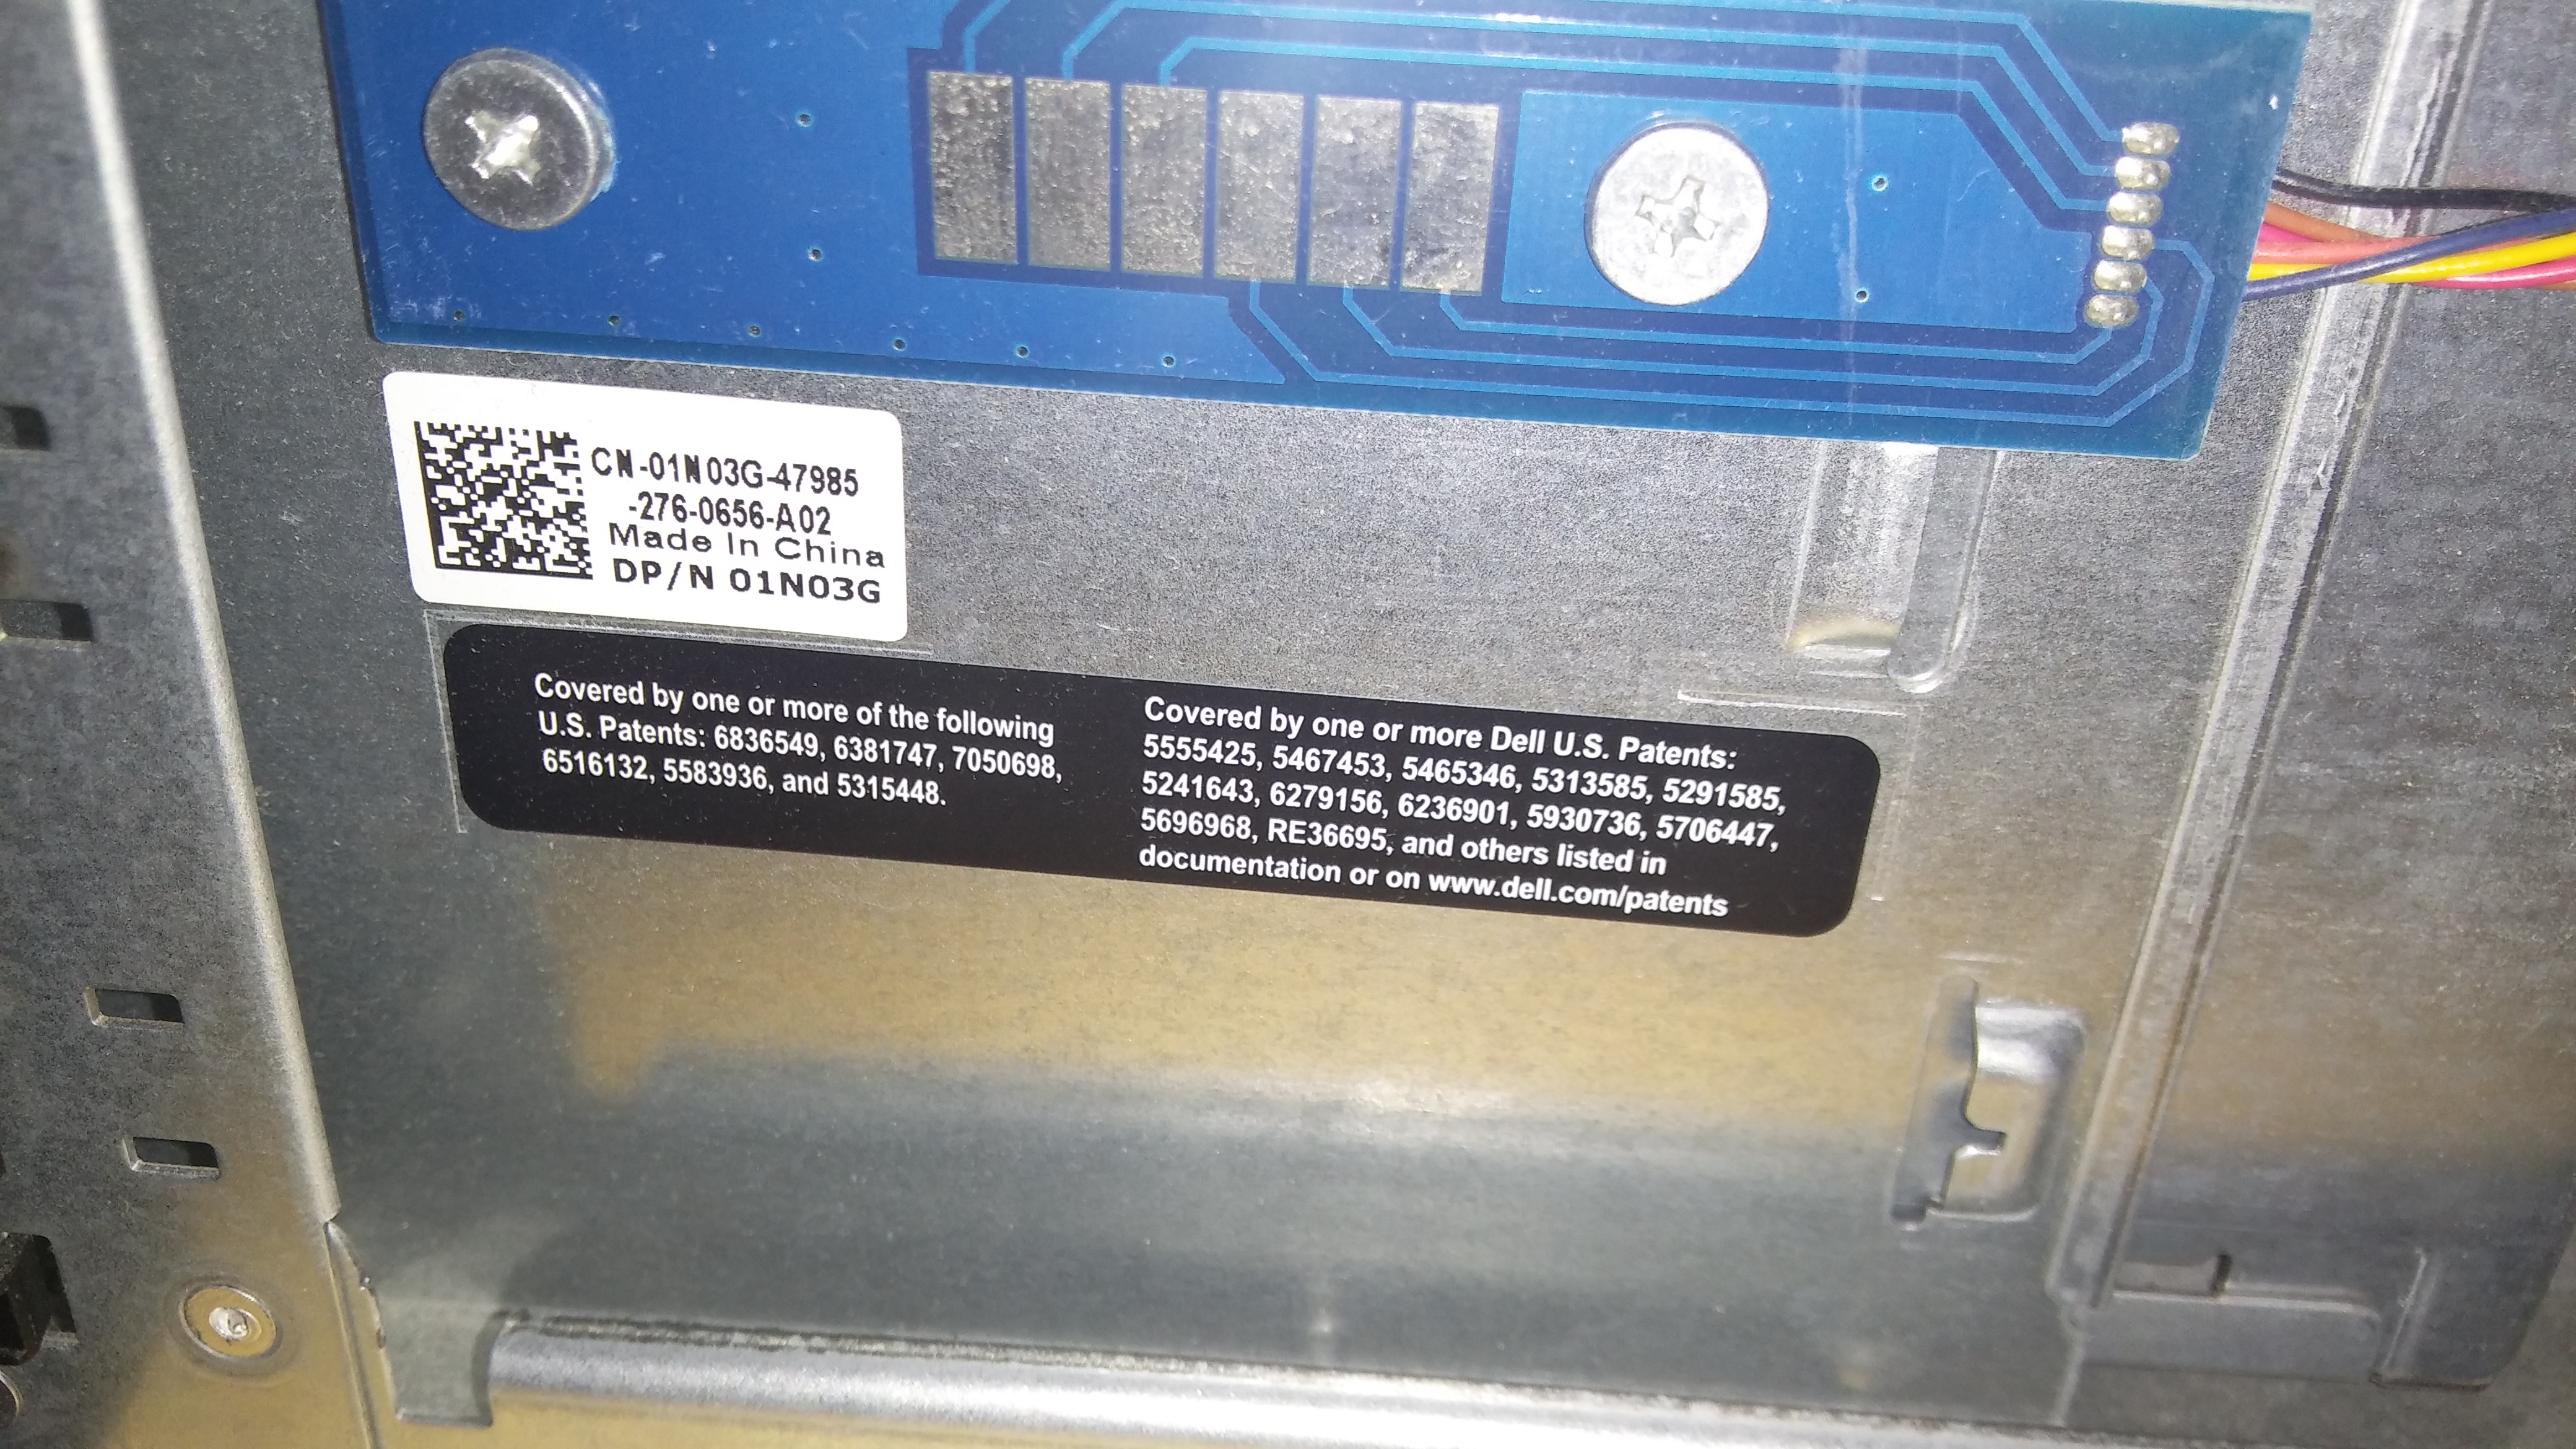 CN-01N03G-47985
-276-0656-A02
Made In China
DP/N 01N03G
Covered by one or more of the following
U.S. Patents: 6836549, 6381747, 7050698,
6516132, 5583936, and 5315448.
Covered by one or more Dell U.S. Patents:
5555425, 5467453, 5465346, 5313585, 5291585,
5241643, 6279156, 6236901, 5930736, 5706447,
5696968, RE36695, and others listed in
documentation or on www.dell.com/patents